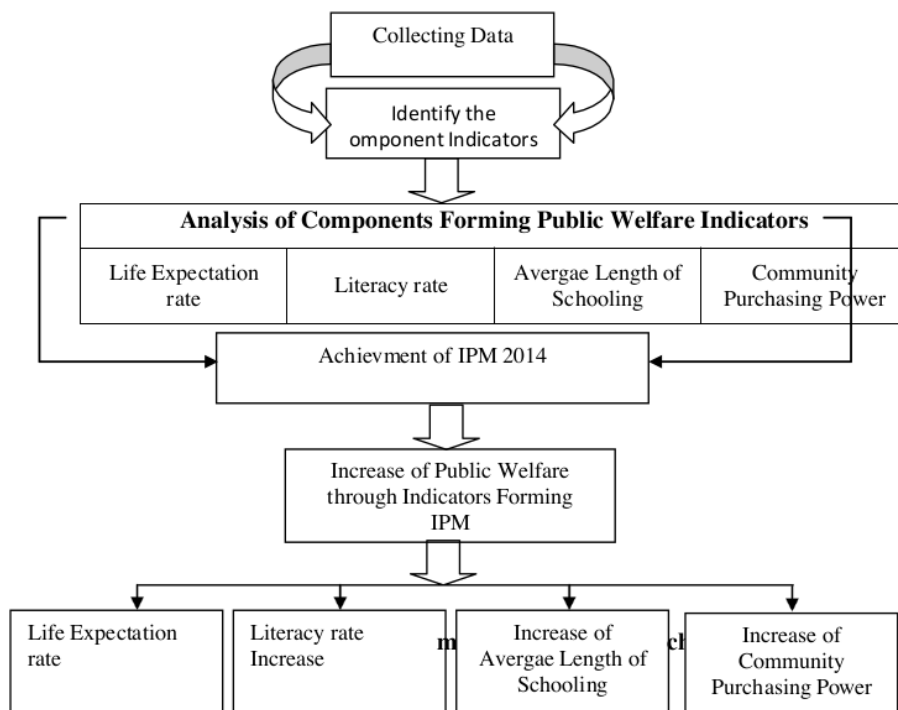 Collecting Data
Identify the
omponent Indicators
Analysis of Components Forming Public Welfare Indicators
Life Expectation
rate
Literacy rate
Avergae Length of
Schooling
Community
Purchasing Power
Achievment of IPM 2014
Increase of Public Welfare
through Indicators Forming
IPM
Life Expectation
rate
Literacy rate
Increase
Increase of
Avergae Length of
Schooling
Increase of
Community
Purchasing Power